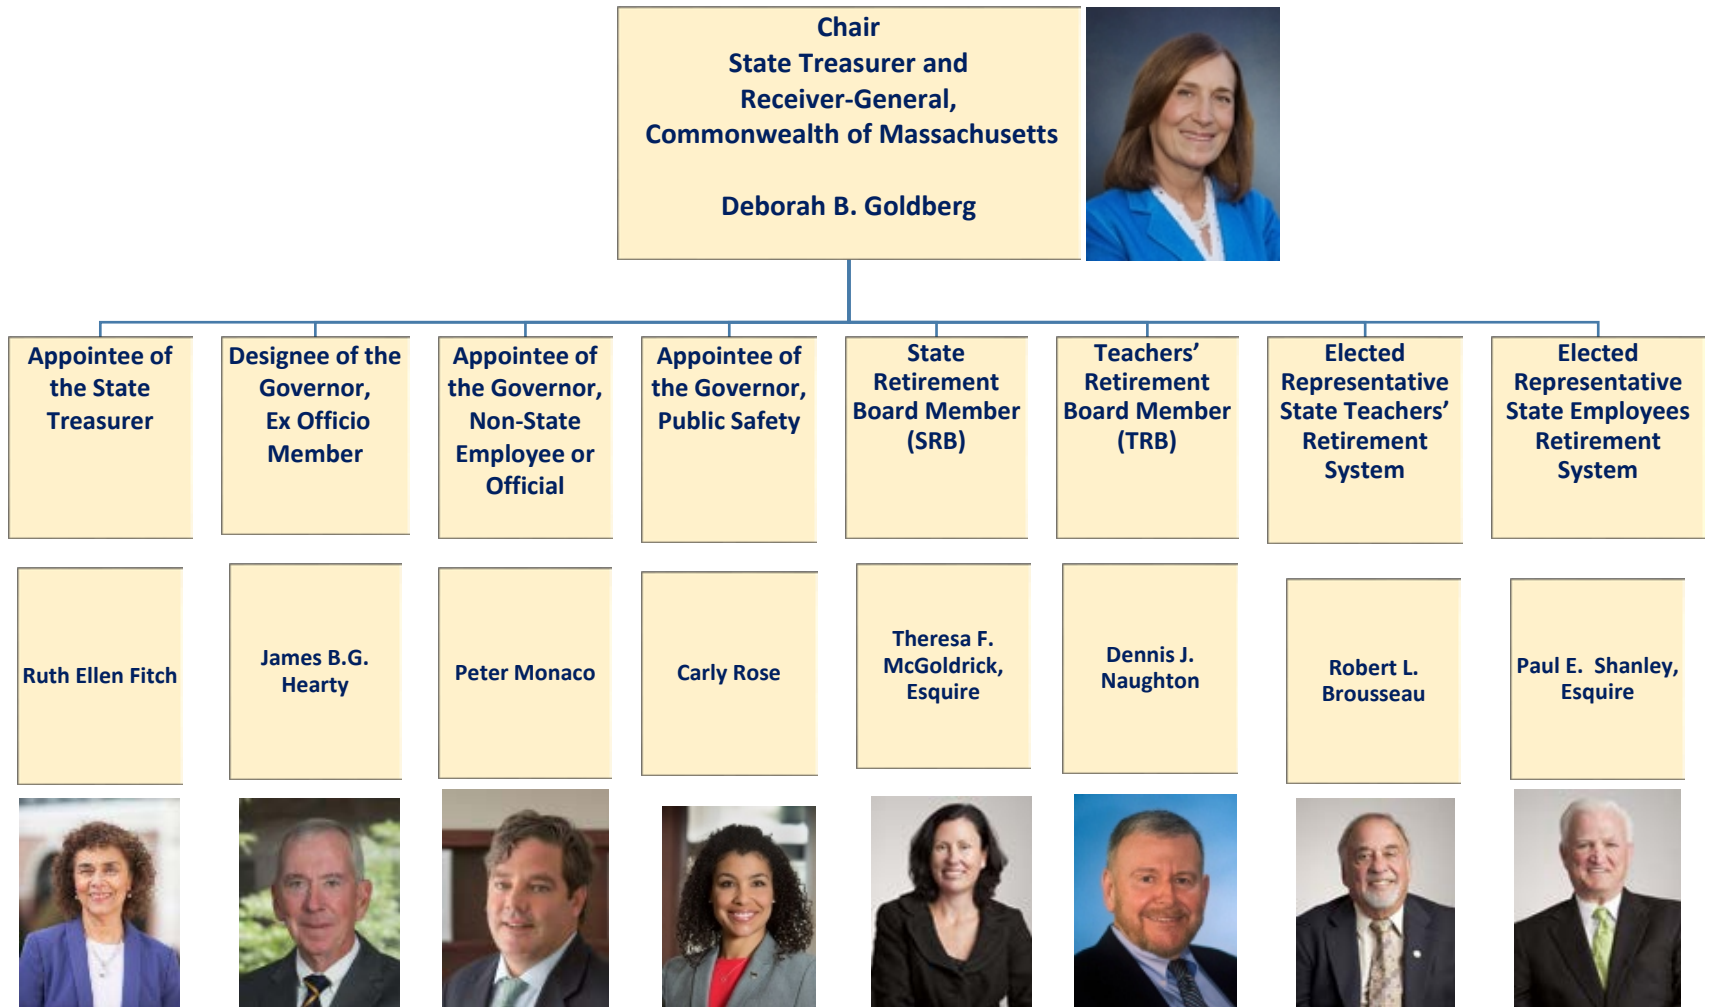 Chair
State Treasurer and
Receiver-General,
Commonwealth of Massachusetts
Deborah B. Goldberg
Appointee of
the State
Treasurer
Designee of the
Governor,
Ex Officio
Member
Appointee of
the Governor,
Non-State
Employee or
Official
Appointee of
the Governor,
Public Safety
State
Retirement
Board Member
(SRB)
Teachers’
Retirement
Board Member
(TRB)
Elected
Representative
State Teachers’
Retirement
System
Elected
Representative
State Employees
Retirement
System
Ruth Ellen Fitch
James B.G.
Hearty
Peter Monaco
Carly Rose
Theresa F.
McGoldrick,
Esquire
Dennis J.
Naughton
Robert L.
Brousseau
Paul E.  Shanley,
Esquire